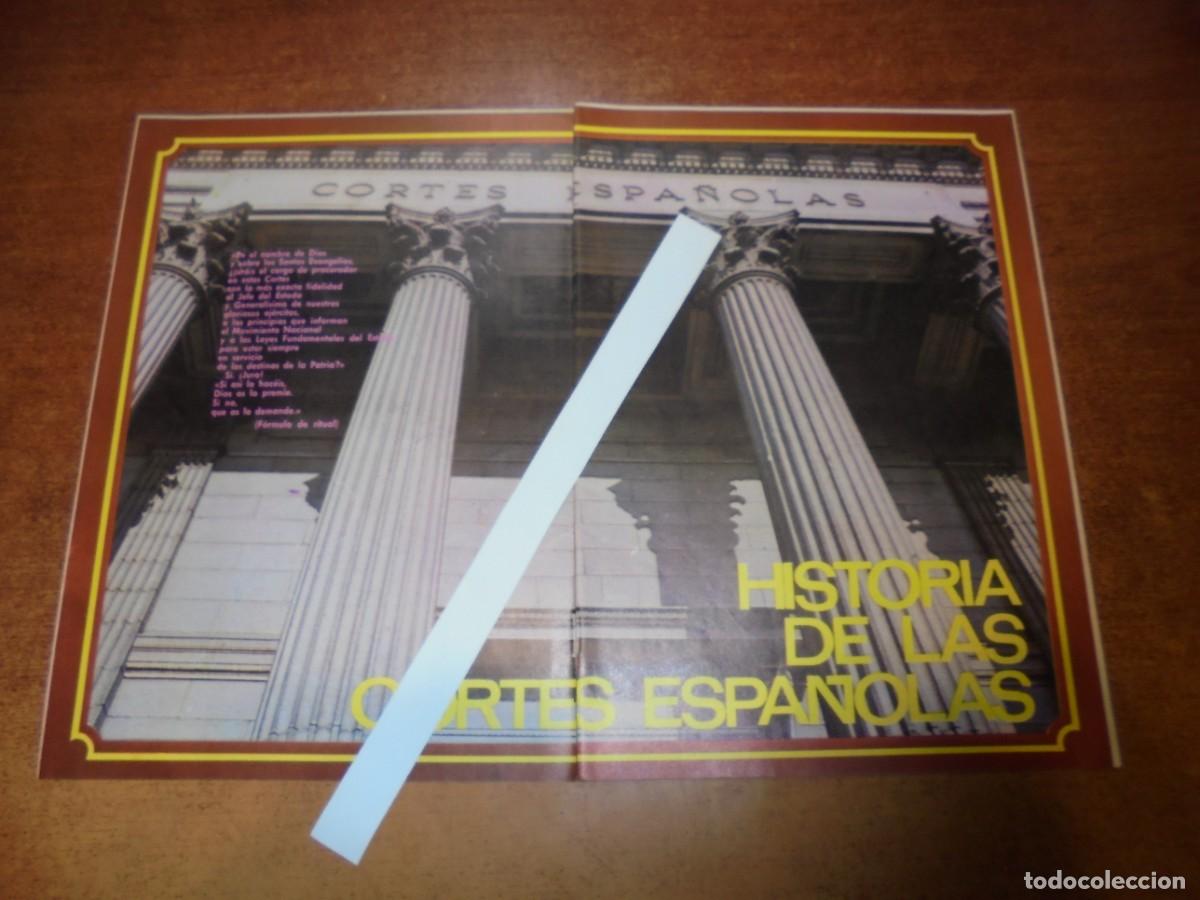 CORTES ESPAÑOLAS
«En el nombre de Dios
y sobre los Santos Evangelios,
¿juráis el cargo de procurador
en estas Cortes
con la más exacta fidelidad
al Jefe del Estado
y Generalísimo de nuestros
gloriosos ejércitos,
a los principios que informan
el Movimiento Nacional
y a las Leyes Fundamentales del Estado
para estar siempre
en servicio
de los destinos de la Patria?»
Sí. ¡Juro!
«Si así lo hacéis,
Dios os lo premie.
Si no,
que os lo demande.»
(Fórmula de ritual)
HISTORIA
DE LAS
CORTES ESPAÑOLAS
todocoleccion